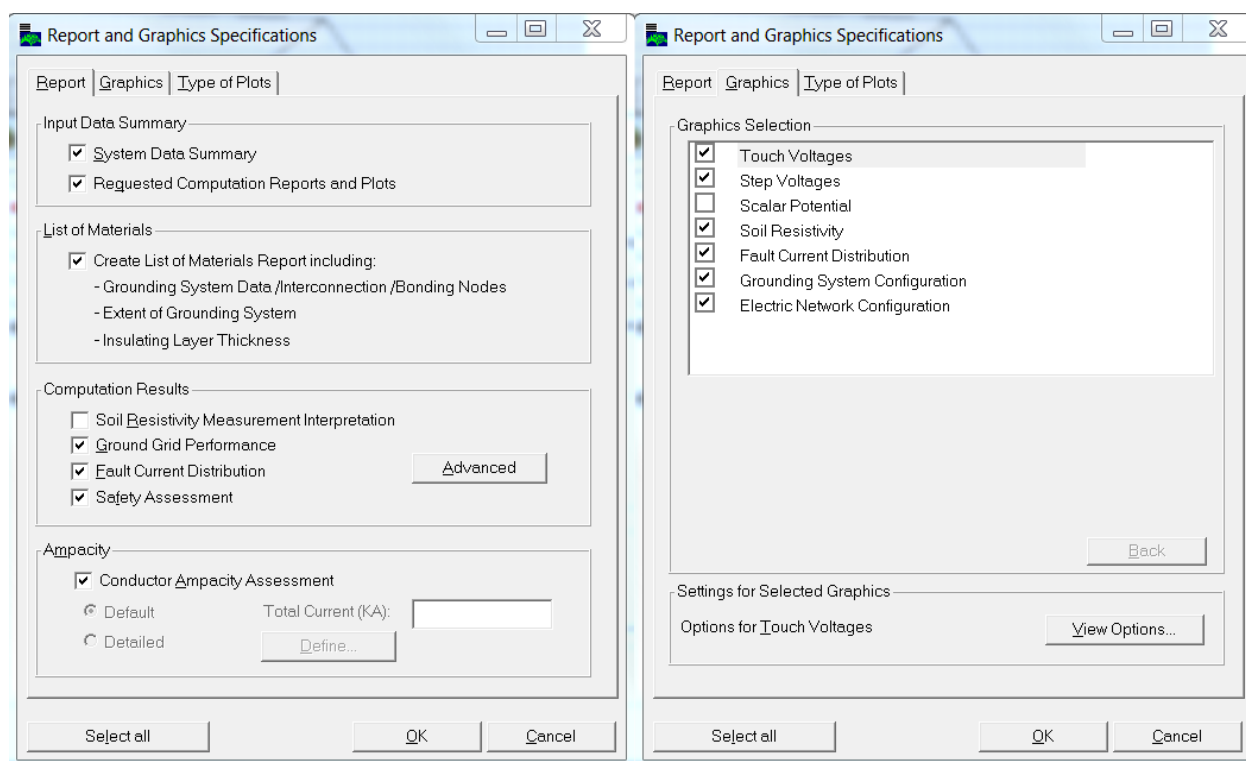 Report and Graphics Specifications
Report Graphics Type of Plots
Input Data Summary
System Data Summary
Requested Computation Reports and Plots
List of Materials
Create List of Materials Report including:
- Grounding System Data /Interconnection /Bonding Nodes
- Extent of Grounding System
- Insulating Layer Thickness
Computation Results
Soil Resistivity Measurement Interpretation
Ground Grid Performance
Fault Current Distribution
Advanced
Safety Assessment
Ampacity
Conductor Ampacity Assessment
Default Total Current (KA):
Detailed Define...
Select all OK Cancel
Report and Graphics Specifications
Report Graphics Type of Plots
Graphics Selection
Touch Voltages
Step Voltages
Scalar Potential
Soil Resistivity
Fault Current Distribution
Grounding System Configuration
Electric Network Configuration
Back
Settings for Selected Graphics
Options for Touch Voltages View Options...
Select all OK Cancel